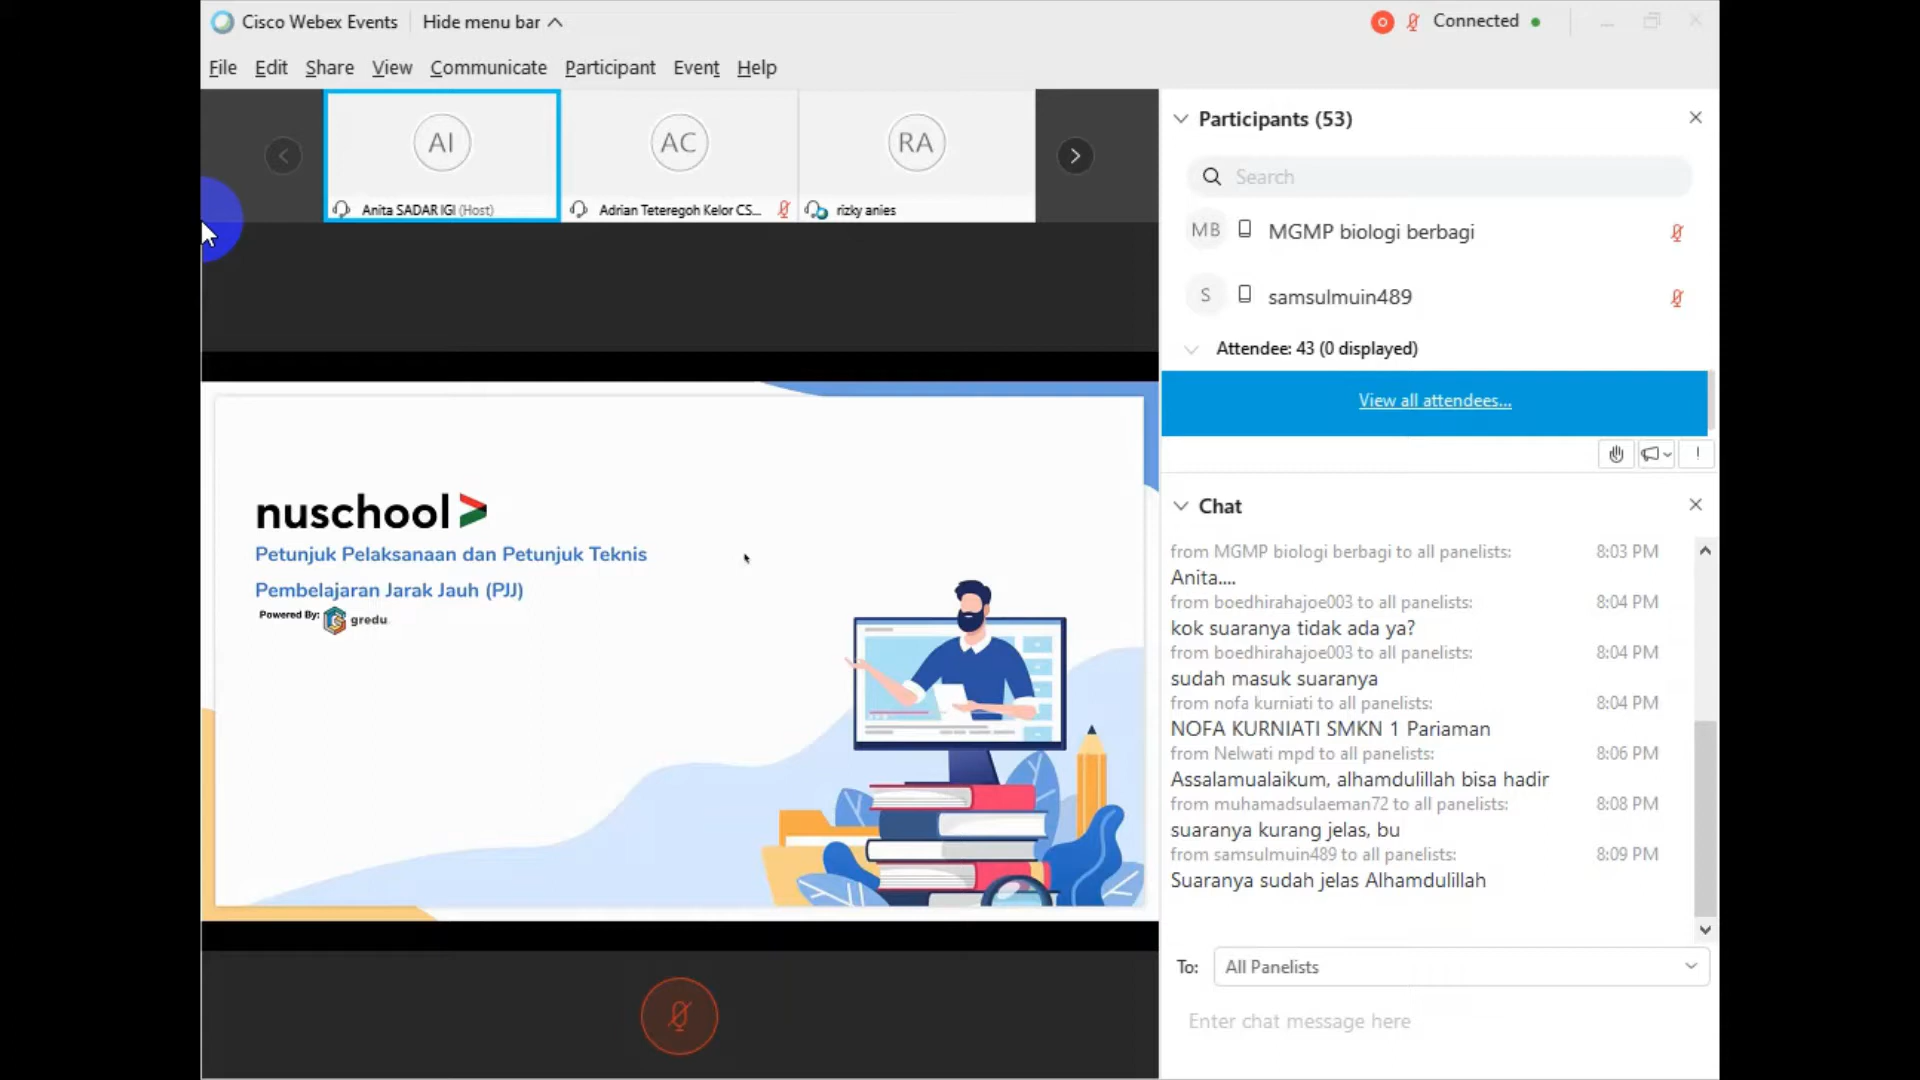 Cisco Webex Events
Hide menu bar
Connected
File Edit Share View Communicate Participant Event Help
AI
Anita SADAR IGI (Host)
AC
Adrian Teteregoh Kelor CS...
RA
rizky anies
Participants (53)
Search
MB MGMP biologi berbagi
S samsulmuin489
Attendee: 43 (0 displayed)
View all attendees...
nuschool
Petunjuk Pelaksanaan dan Petunjuk Teknis
Pembelajaran Jarak Jauh (PJJ)
Powered By: gredu
Chat
from MGMP biologi berbagi to all panelists: 8:03 PM
Anita....
from boedhirahajoe003 to all panelists: 8:04 PM
kok suaranya tidak ada ya?
from boedhirahajoe003 to all panelists: 8:04 PM
sudah masuk suaranya
from nofa kurniati to all panelists: 8:04 PM
NOFA KURNIATI SMKN 1 Pariaman
from Nelwati mpd to all panelists: 8:06 PM
Assalamualaikum, alhamdulillah bisa hadir
from muhamadsulaeman72 to all panelists: 8:08 PM
suaranya kurang jelas, bu
from samsulmuin489 to all panelists: 8:09 PM
Suaranya sudah jelas Alhamdulillah
To: All Panelists
Enter chat message here